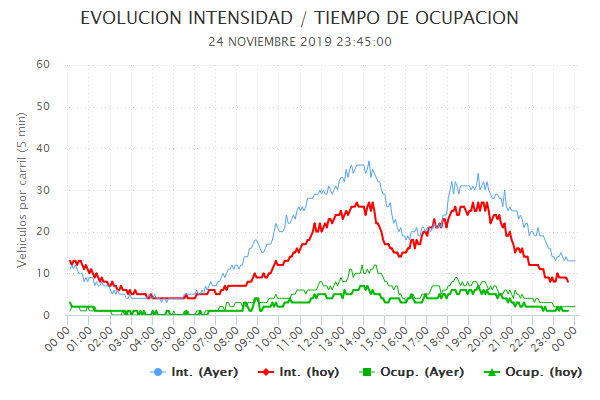 EVOLUCION INTENSIDAD / TIEMPO DE OCUPACION
24 NOVIEMBRE 2019 23:45:00
Vehiculos por carril (5 min)
60
50
40
30
20
10
0
00:00 01:00 02:00 03:00 04:00 05:00 06:00 07:00 08:00 09:00 10:00 11:00 12:00 13:00 14:00 15:00 16:00 17:00 18:00 19:00 20:00 21:00 22:00 23:00 00:00
Int. (Ayer) Int. (hoy) Ocup. (Ayer) Ocup. (hoy)